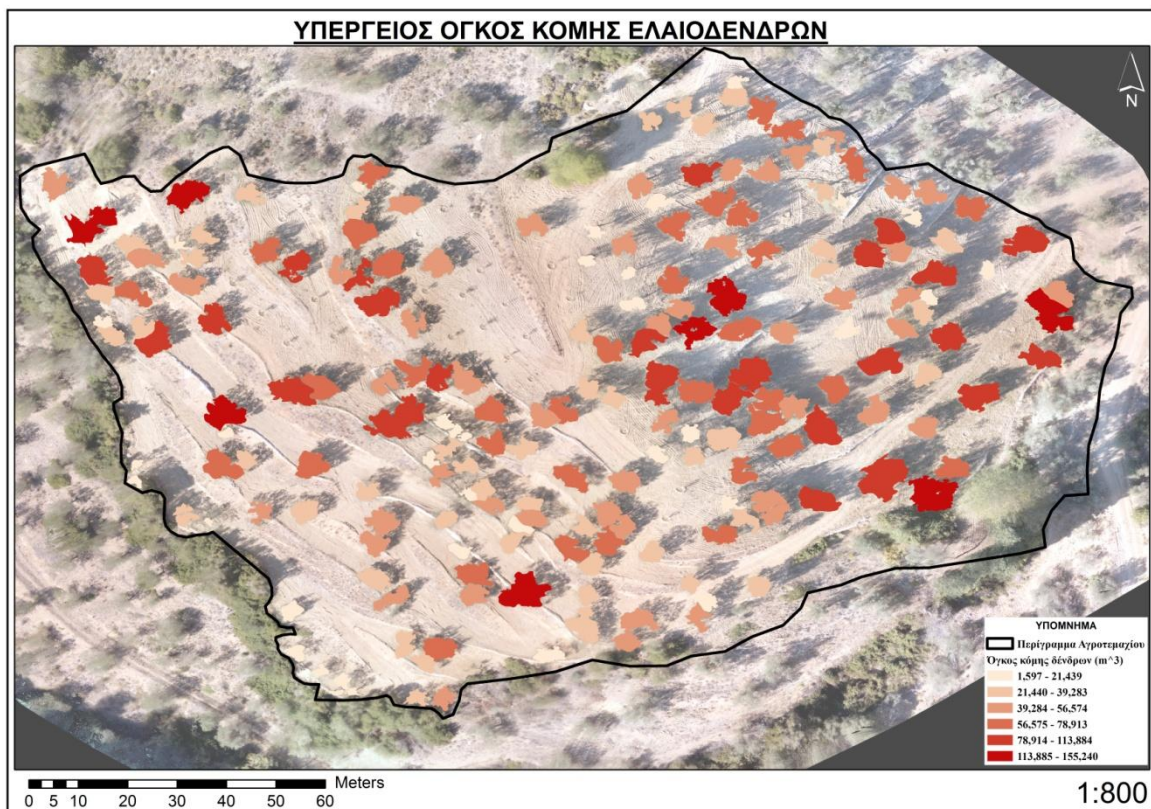 ΥΠΕΡΓΕΙΟΣ ΟΓΚΟΣ ΚΟΜΗΣ ΕΛΑΙΟΔΕΝΔΡΩΝ
N
ΥΠΟΜΝΗΜΑ
Περίγραμμα Αγροτεμαχίου
Όγκος κόμης δένδρων (m^3)
1,597 - 21,439
21,440 - 39,283
39,284 - 56,574
56,575 - 78,913
78,914 - 113,884
113,885 - 155,240
Meters
0 5 10 20 30 40 50 60
1:800